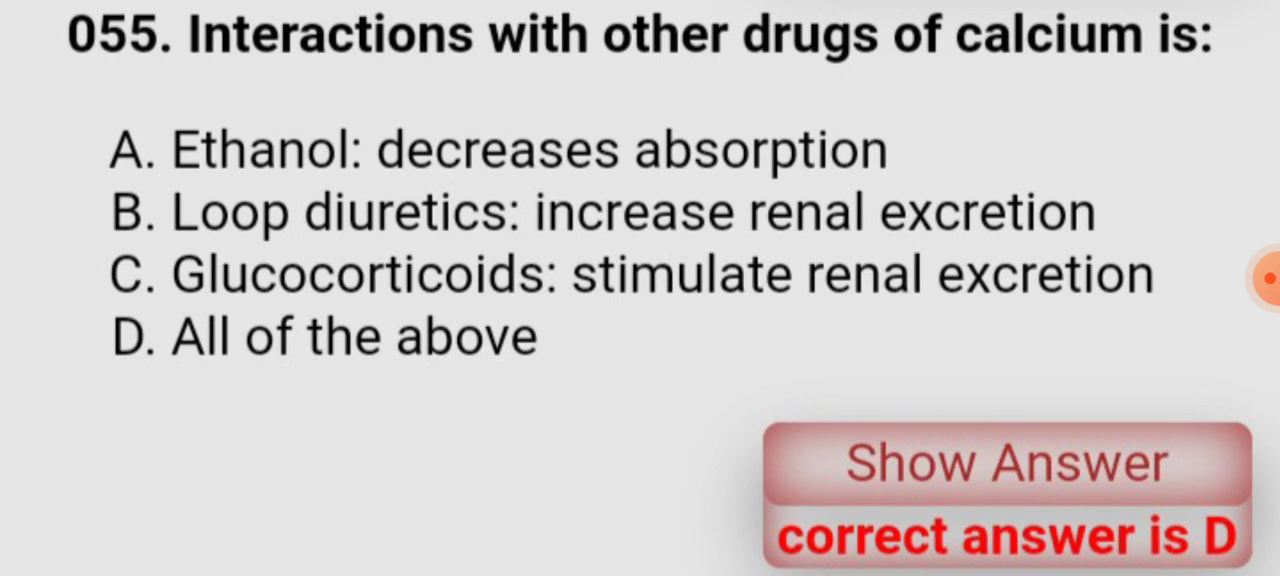 055. Interactions with other drugs of calcium is:
A. Ethanol: decreases absorption
B. Loop diuretics: increase renal excretion
C. Glucocorticoids: stimulate renal excretion
D. All of the above
Show Answer
correct answer is D